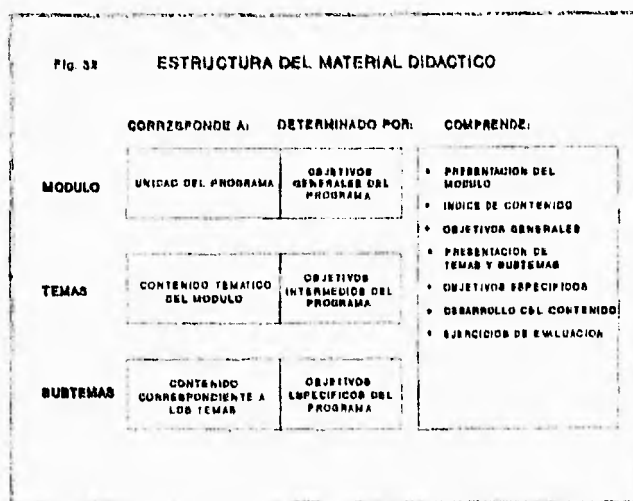 Fig. 38 ESTRUCTURA DEL MATERIAL DIDACTICO
CORRESPONDE A: DETERMINADO POR: COMPRENDE:
MODULO
UNIDAD DEL PROGRAMA
OBJETIVOS
GENERALES DEL
PROGRAMA
TEMAS
CONTENIDO TEMATICO
DEL MODULO
OBJETIVOS
INTERMEDIOS DEL
PROGRAMA
SUBTEMAS
CONTENIDO
CORRESPONDIENTE A
LOS TEMAS
OBJETIVOS
ESPECIFICOS DEL
PROGRAMA
• PRESENTACION DEL
MODULO
• INDICE DE CONTENIDO
• OBJETIVOS GENERALES
• PRESENTACION DE
TEMAS Y SUBTEMAS
• OBJETIVOS ESPECIFICOS
• DESARROLLO DEL CONTENIDO
• EJERCICIOS DE EVALUACION